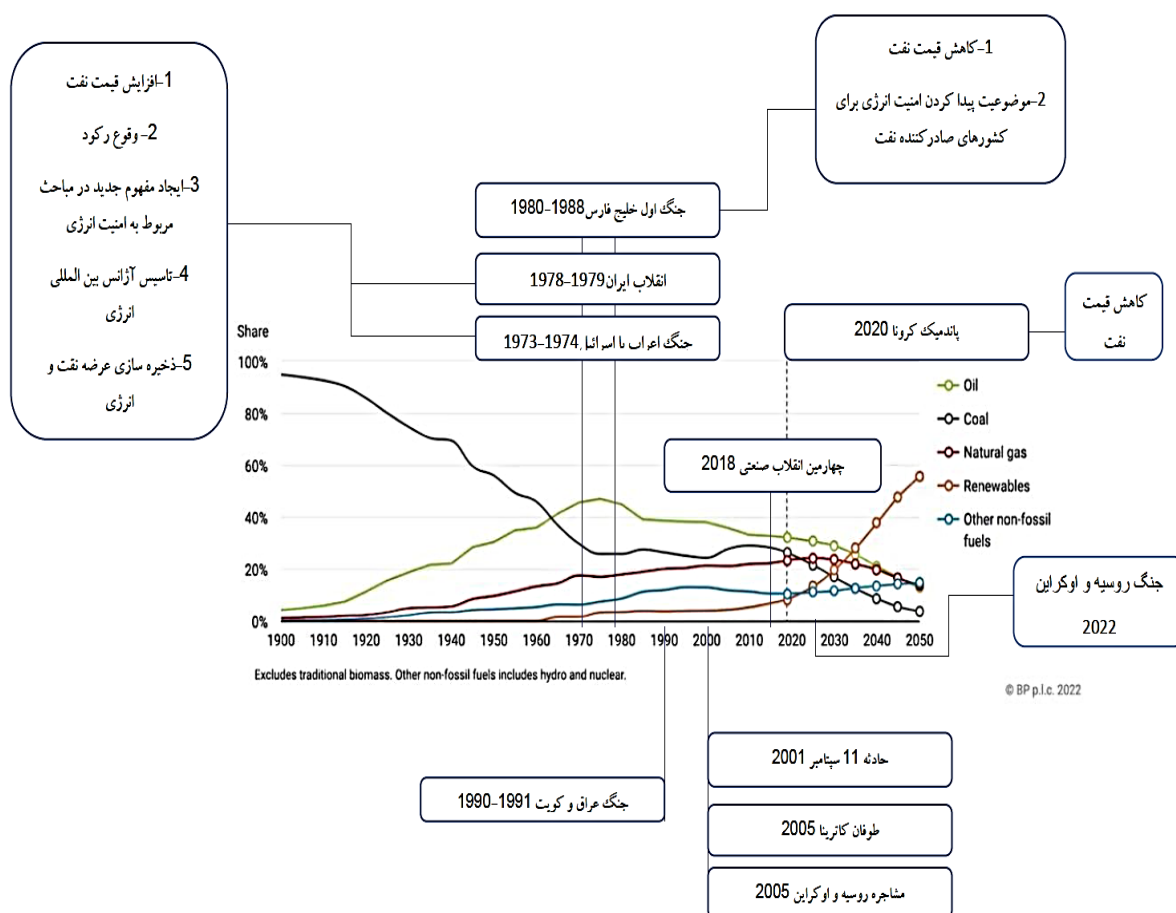 1-کاهش قیمت نفت
2-موضوعیت پیدا کردن امنیت انرژی برای
کشورهای صادرکننده نفت
1-افزایش قیمت نفت
2- وقوع رکود
3-ایجاد مفهوم جدید در مباحث
مربوط به امنیت انرژی
4-تاسیس آژانس بین المللی
انرژی
5-ذخیره سازی عرضه نقت و
انرژی
جنگ اول خلیج فارس 1988-1980
انقلاب ایران 1979-1978
جنگ اعراب با اسرائیل 1974-1973
کاهش قیمت
نفت
پاندمیک کرونا 2020
چهارمین انقلاب صنعتی 2018
Share
100%
80%
60%
40%
20%
0%
Oil
Coal
Natural gas
Renewables
Other non-fossil
fuels
جنگ روسیه و اوکراین
2022
1900 1910 1920 1930 1940 1950 1960 1970 1980 1990 2000 2010 2020 2030 2040 2050
Excludes traditional biomass. Other non-fossil fuels includes hydro and nuclear.
© BP p.l.c. 2022
حادثه 11 سپتامبر 2001
جنگ عراق و کویت 1991-1990
طوفان کاترینا 2005
مشاجره روسیه و اوکراین 2005